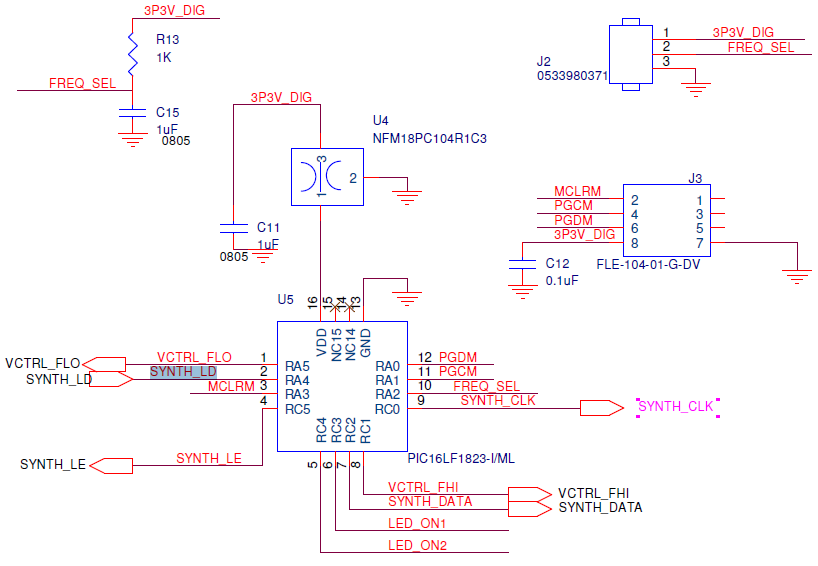 3P3V_DIG
R13
1K
FREQ_SEL
C15
1uF
0805
1
3P3V_DIG
2
FREQ_SEL
3
J2
0533980371
3P3V_DIG
U4
NFM18PC104R1C3
3
2
1
C11
1uF
0805
J3
MCLRM
2
1
PGCM
4
3
PGDM
6
5
3P3V_DIG
8
7
C12
0.1uF
FLE-104-01-G-DV
U5
16
15
14
13
VDD
NC15
NC14
GND
VCTRL_FLO
VCTRL_FLO
1
RA5
SYNTH_LD
SYNTH_LD
2
RA4
MCLRM
3
RA3
4
RC5
RA0
12
PGDM
RA1
11
PGCM
RA2
10
FREQ_SEL
RC0
9
SYNTH_CLK
SYNTH_CLK
RC4
RC3
RC2
RC1
PIC16LF1823-I/ML
SYNTH_LE
SYNTH_LE
5
6
7
8
VCTRL_FHI
VCTRL_FHI
SYNTH_DATA
SYNTH_DATA
LED_ON1
LED_ON2